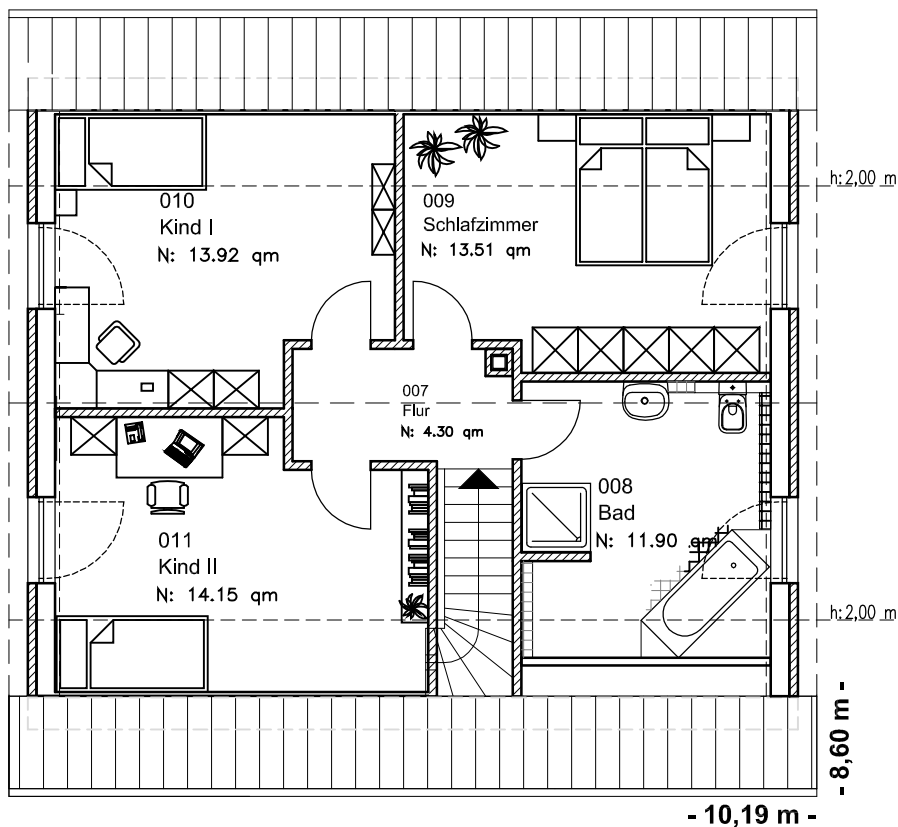 h:2,00 m
010
Kind I
N: 13.92 qm
009
Schlafzimmer
N: 13.51 qm
007
Flur
N: 4.30 qm
008
Bad
N: 11.90 qm
011
Kind II
N: 14.15 qm
h:2,00 m
- 8,60 m -
- 10,19 m -